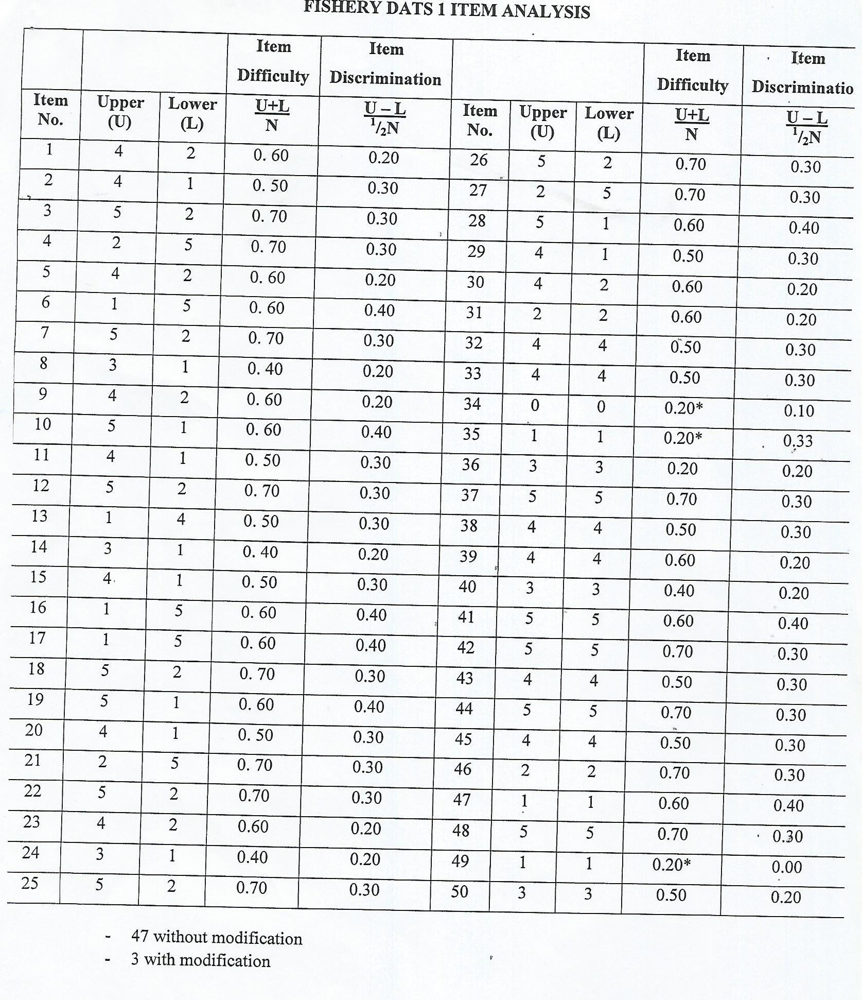 FISHERY DATS 1 ITEM ANALYSIS
Item Difficulty Item Discrimination Item Difficulty Item Discriminatio
Item No. Upper (U) Lower (L) U+L N U – L 1/2N Item No. Upper (U) Lower (L) U+L N U – L 1/2N
1 4 2 0. 60 0.20 26 5 2 0.70 0.30
2 4 1 0. 50 0.30 27 2 5 0.70 0.30
3 5 2 0. 70 0.30 28 5 1 0.60 0.40
4 2 5 0. 70 0.30 29 4 1 0.50 0.30
5 4 2 0. 60 0.20 30 4 2 0.60 0.20
6 1 5 0. 60 0.40 31 2 2 0.60 0.20
7 5 2 0. 70 0.30 32 4 4 0.50 0.30
8 3 1 0. 40 0.20 33 4 4 0.50 0.30
9 4 2 0. 60 0.20 34 0 0 0.20* 0.10
10 5 1 0. 60 0.40 35 1 1 0.20* 0.33
11 4 1 0. 50 0.30 36 3 3 0.20 0.20
12 5 2 0. 70 0.30 37 5 5 0.70 0.30
13 1 4 0. 50 0.30 38 4 4 0.50 0.30
14 3 1 0. 40 0.20 39 4 4 0.60 0.20
15 4 1 0. 50 0.30 40 3 3 0.40 0.20
16 1 5 0. 60 0.40 41 5 5 0.60 0.40
17 1 5 0. 60 0.40 42 5 5 0.70 0.30
18 5 2 0. 70 0.30 43 4 4 0.50 0.30
19 5 1 0. 60 0.40 44 5 5 0.70 0.30
20 4 1 0. 50 0.30 45 4 4 0.50 0.30
21 2 5 0. 70 0.30 46 2 2 0.70 0.30
22 5 2 0.70 0.30 47 1 1 0.60 0.40
23 4 2 0.60 0.20 48 5 5 0.70 0.30
24 3 1 0.40 0.20 49 1 1 0.20* 0.00
25 5 2 0.70 0.30 50 3 3 0.50 0.20
- 47 without modification
- 3 with modification